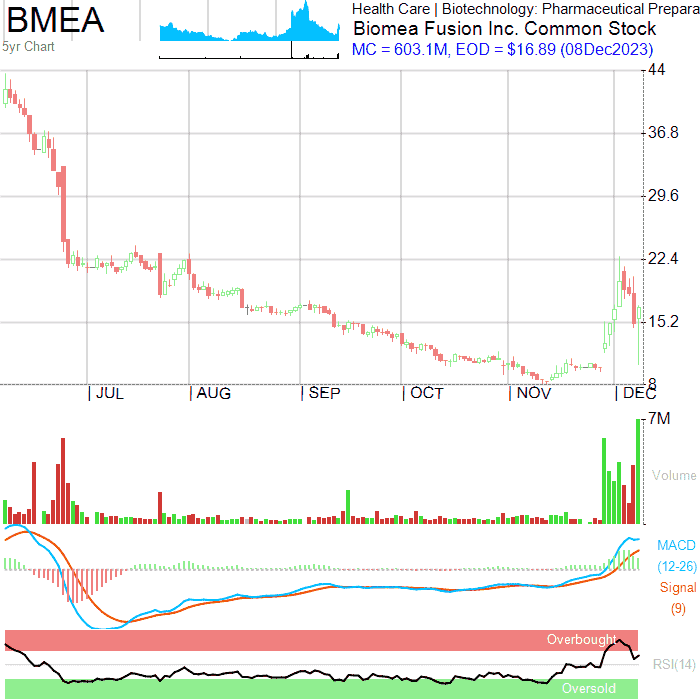 BMEA
5yr Chart
Health Care | Biotechnology: Pharmaceutical Prepara
Biomea Fusion Inc. Common Stock
MC = 603.1M, EOD = $16.89 (08Dec2023)
44
36.8
29.6
22.4
15.2
8
JUL AUG SEP OCT NOV DEC
7M
Volume
MACD
(12-26)
Signal
(9)
Overbought
RSI(14)
Oversold